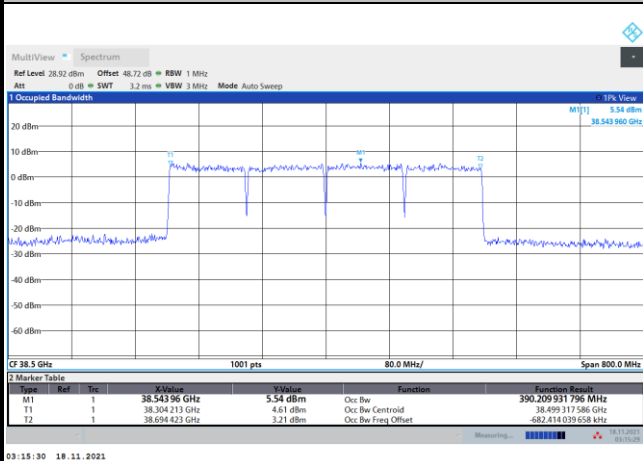 MultiView Spectrum
Ref Level 28.92 dBm Offset 48.72 dB RBW 1 MHz
Att 0 dB SWT 3.2 ms VBW 3 MHz Mode Auto Sweep
1 Occupied Bandwidth 1Pk View
M1[1] 5.54 dBm
38.543 960 GHz
20 dBm
10 dBm
T1 M1 T2
0 dBm
-10 dBm
-20 dBm
-30 dBm
-40 dBm
-50 dBm
-60 dBm
CF 38.5 GHz 1001 pts 80.0 MHz/ Span 800.0 MHz
2 Marker Table
Type Ref Trc X-Value Y-Value Function Function Result
M1 1 38.543 96 GHz 5.54 dBm Occ Bw 390.209 931 796 MHz
T1 1 38.304 213 GHz 4.61 dBm Occ Bw Centroid 38.499 317 586 GHz
T2 1 38.694 423 GHz 3.21 dBm Occ Bw Freq Offset -682.414 039 658 kHz
Measuring... 18.11.2021
03:15:29
03:15:30 18.11.2021